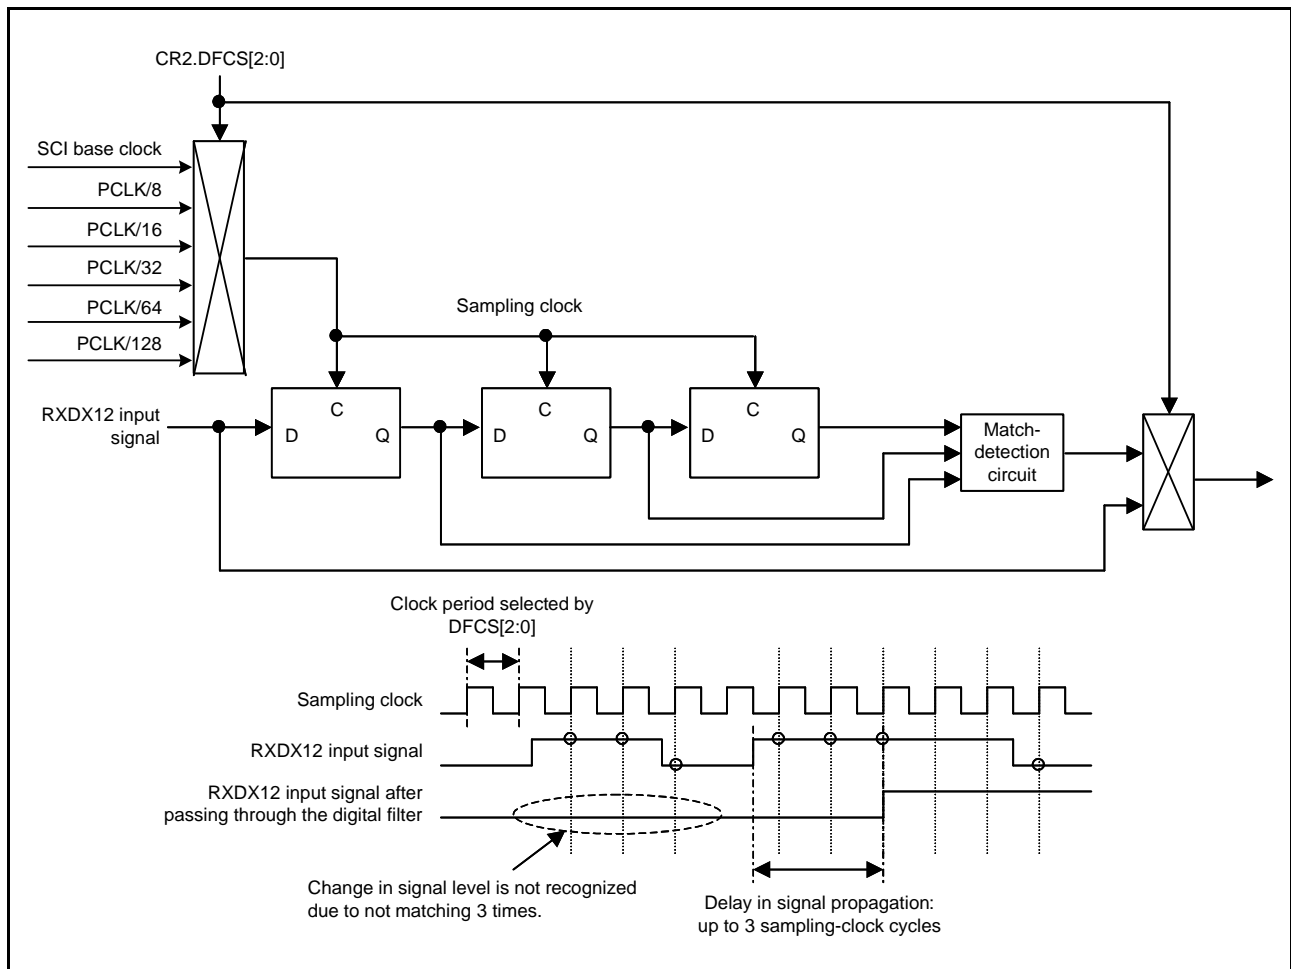 CR2.DFCS[2:0]
SCI base clock
PCLK/8
PCLK/16
PCLK/32
PCLK/64
PCLK/128
Sampling clock
RXDX12 input
signal
D
C
Q
D
C
Q
D
C
Q
Match-
detection
circuit
Clock period selected by
DFCS[2:0]
Sampling clock
RXDX12 input signal
RXDX12 input signal after
passing through the digital filter
Change in signal level is not recognized
due to not matching 3 times.
Delay in signal propagation:
up to 3 sampling-clock cycles